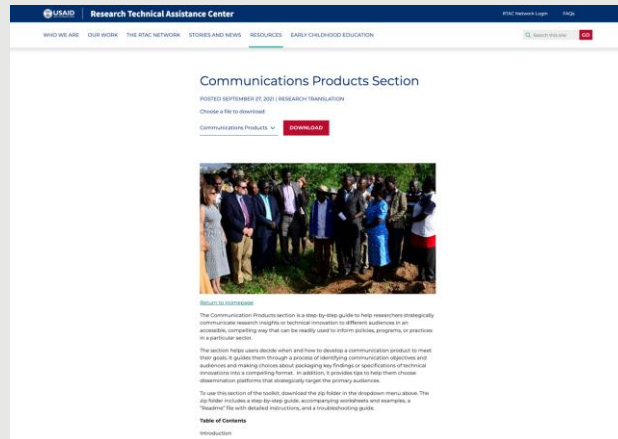 USAID Research Technical Assistance Center
RTAC Network Login FAQs
WHO WE ARE OUR WORK THE RTAC NETWORK STORIES AND NEWS RESOURCES EARLY CHILDHOOD EDUCATION
Search this site GO
Communications Products Section
POSTED SEPTEMBER 27, 2021 | RESEARCH TRANSLATION
Choose a file to download:
Communications Products DOWNLOAD
Return to Homepage
The Communication Products section is a step-by-step guide to help researchers strategically
communicate research insights or technical innovation to different audiences in an
accessible, compelling way that can be readily used to inform policies, programs, or practices
in a particular sector.
The section helps users decide when and how to develop a communication product to meet
their goals. It guides them through a process of identifying communication objectives and
audiences and making choices about packaging key findings or specifications of technical
innovations into a compelling format. In addition, it provides tips to help them choose
dissemination platforms that strategically target the primary audiences.
To use this section of the toolkit, download the zip folder in the dropdown menu above. The
zip folder includes a step-by-step guide, accompanying worksheets and examples, a
"Readme" file with detailed instructions, and a troubleshooting guide.
Table of Contents
Introduction